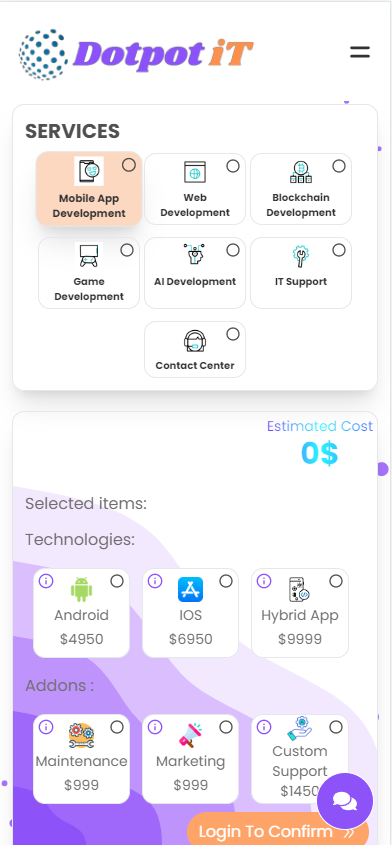 Dotpot iT
SERVICES
Mobile App
Development
Web
Development
Blockchain
Development
Game
Development
AI Development
IT Support
Contact Center
Estimated Cost
0$
Selected items:
Technologies:
Android
$4950
IOS
$6950
Hybrid App
$9999
Addons :
Maintenance
$999
Marketing
$999
Custom
Support
$1450
Login To Confirm »